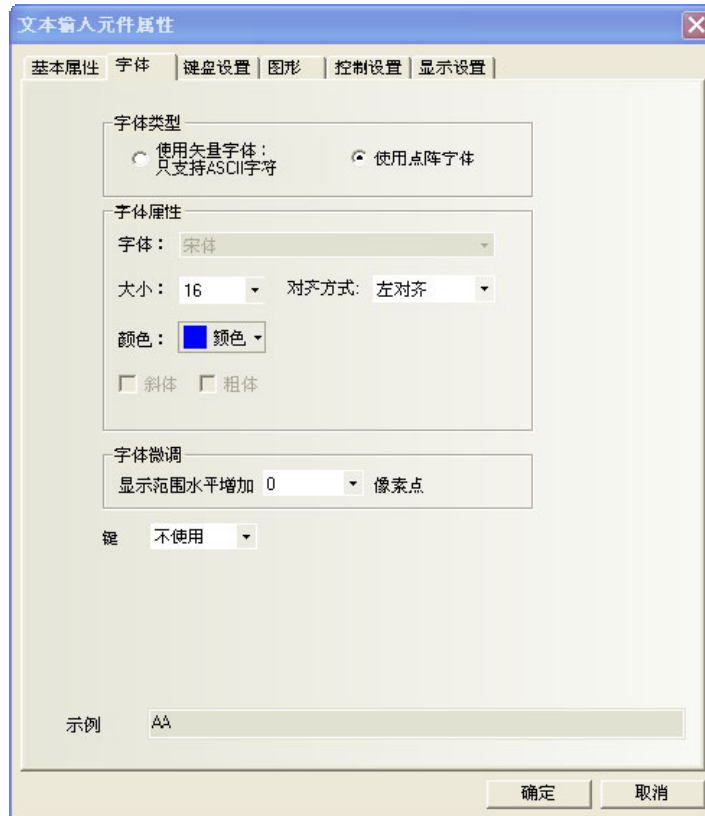 文本输入元件属性
基本属性 字体 键盘设置 图形 控制设置 显示设置
字体类型
使用矢量字体：
只支持ASCII字符
使用点阵字体
字体属性
字体： 宋体
大小： 16 对齐方式: 左对齐
颜色： 颜色
斜体 粗体
字体微调
显示范围水平增加 0 像素点
键 不使用
示例 AA
确定 取消